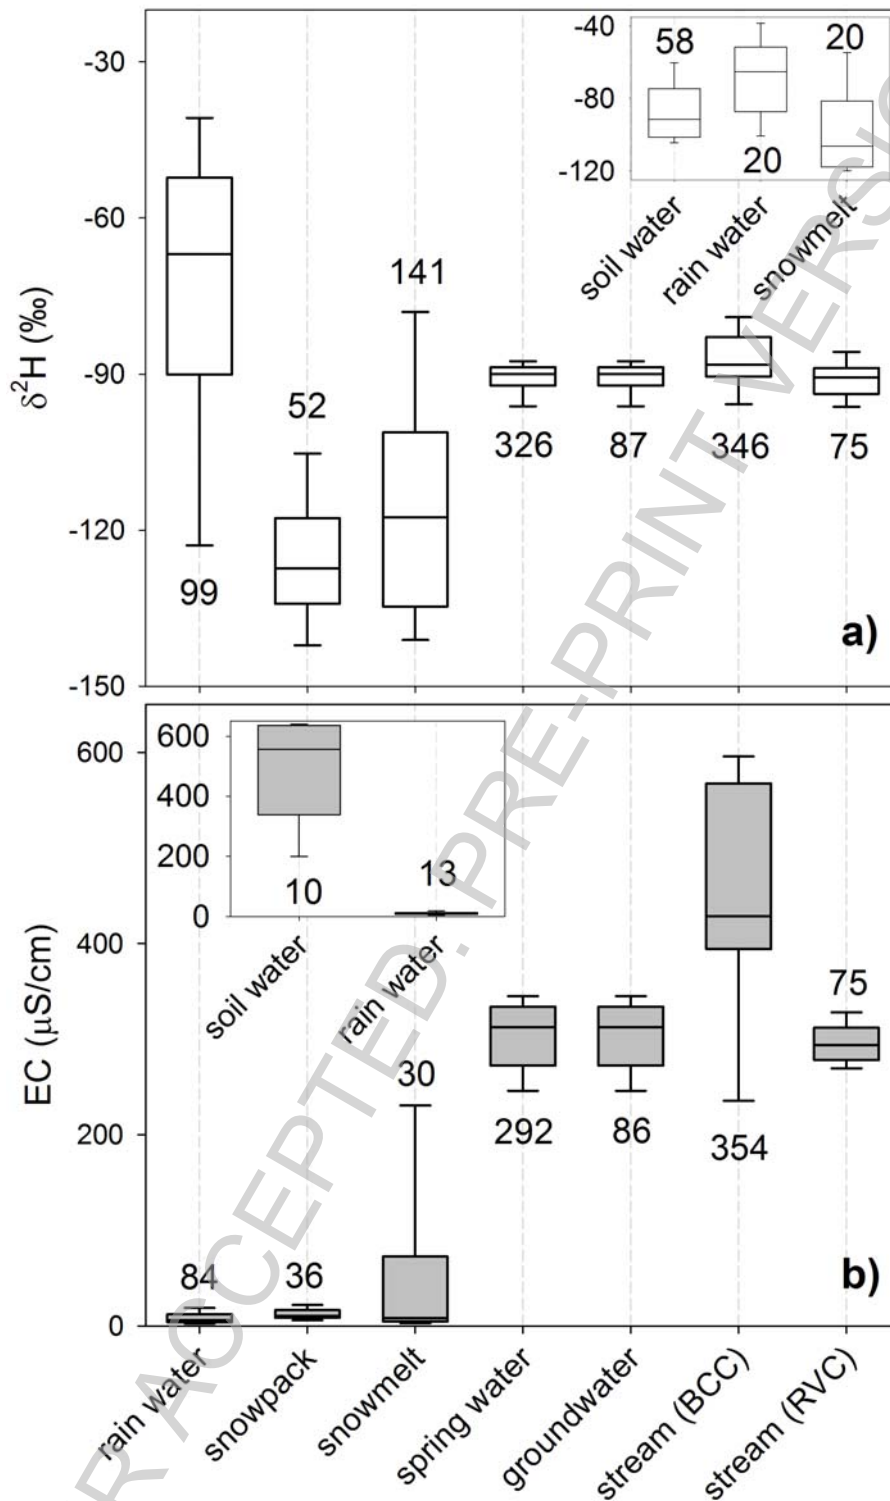 -30
-60
-90
-120
-150
δ²H (‰)
99
52
141
326
87
346
75
a)
-40
-80
-120
58
20
20
soil water
rain water
snowmelt
600
400
200
0
EC (µS/cm)
84
36
30
292
86
354
75
b)
600
400
200
0
10
13
soil water
rain water
rain water
snowpack
snowmelt
spring water
groundwater
stream (BCC)
stream (RVC)
R ACCEPTED. PRE-PRINT VERSIO